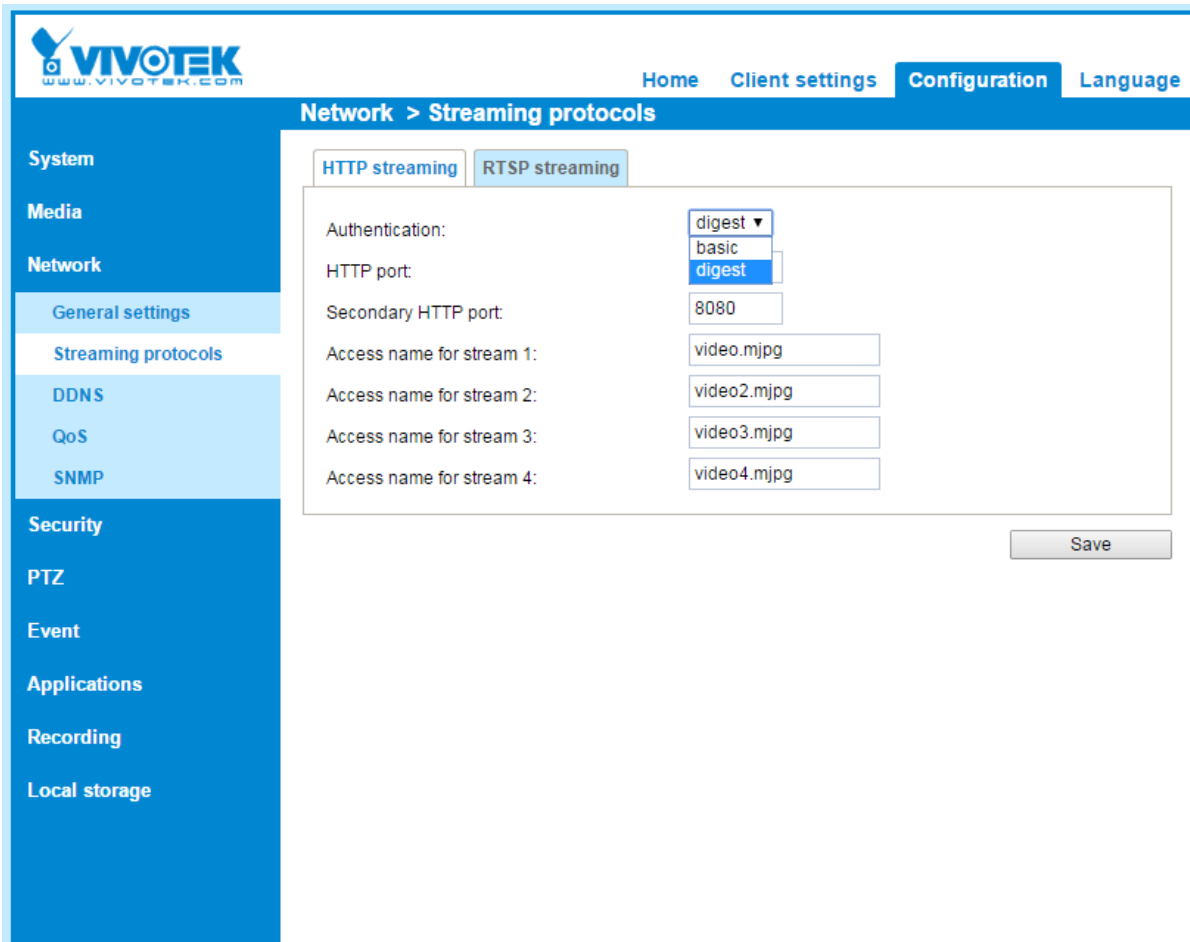 VIVOTEK
www.vivotek.com
Home Client settings Configuration Language
Network > Streaming protocols
System
Media
Network
General settings
Streaming protocols
DDNS
QoS
SNMP
Security
PTZ
Event
Applications
Recording
Local storage
HTTP streaming RTSP streaming
Authentication: digest ▼
basic
digest
HTTP port:
Secondary HTTP port: 8080
Access name for stream 1: video.mjpg
Access name for stream 2: video2.mjpg
Access name for stream 3: video3.mjpg
Access name for stream 4: video4.mjpg
Save